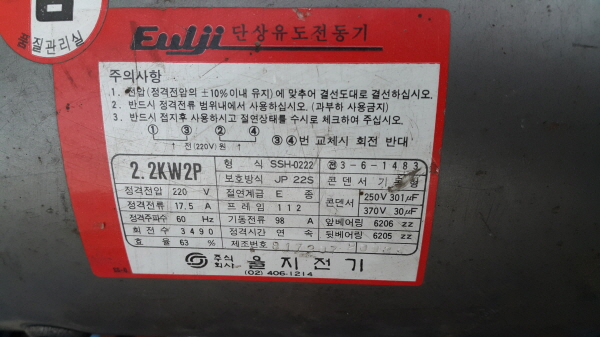 품질관리실
Eulji 단상유도전동기
주의사항
1. 전압(정격전압의 ±10%이내 유지)에 맞추어 결선도대로 결선하십시오.
2. 반드시 정격전류 범위내에서 사용하십시오. (과부하 사용금지)
3. 반드시 접지후 사용하시고 절연상태를 수시로 체크하여 주십시오.
① ③ ② ④ ③④번 교체시 회전 반대
1 전(220V)원 1
2.2KW2P 형식 SSH-0222 전3-6-1483
보호방식 JP 22S 콘덴서 기동형
정격전압 220 V 절연계급 E 종 콘덴서 250V 301μF
정격전류 17.5 A 프레임 112 370V 30μF
정격주파수 60 Hz 기동전류 98 A 앞베어링 6206 ZZ
회전수 3490 정격시간 연속 뒷베어링 6205 ZZ
효율 63 % 제조번호
주식회사 을지전기
(02) 406-1214